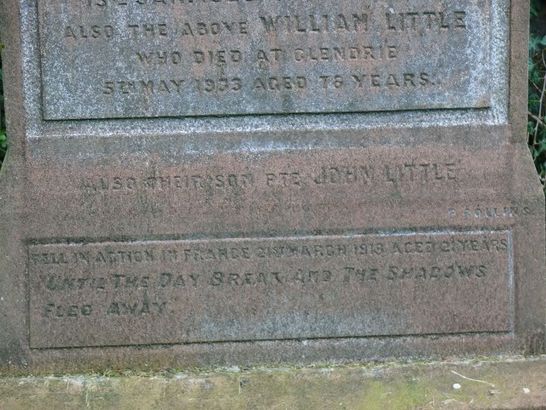 ALSO THE ABOVE WILLIAM LITTLE
WHO DIED AT GLENDRIE
5TH MAY 1933 AGED 78 YEARS.
ALSO THEIR SON PTE JOHN LITTLE
FELL IN ACTION IN FRANCE 21ST MARCH 1918 AGED 21 YEARS
UNTIL THE DAY BREAK AND THE SHADOWS
FLEE AWAY.